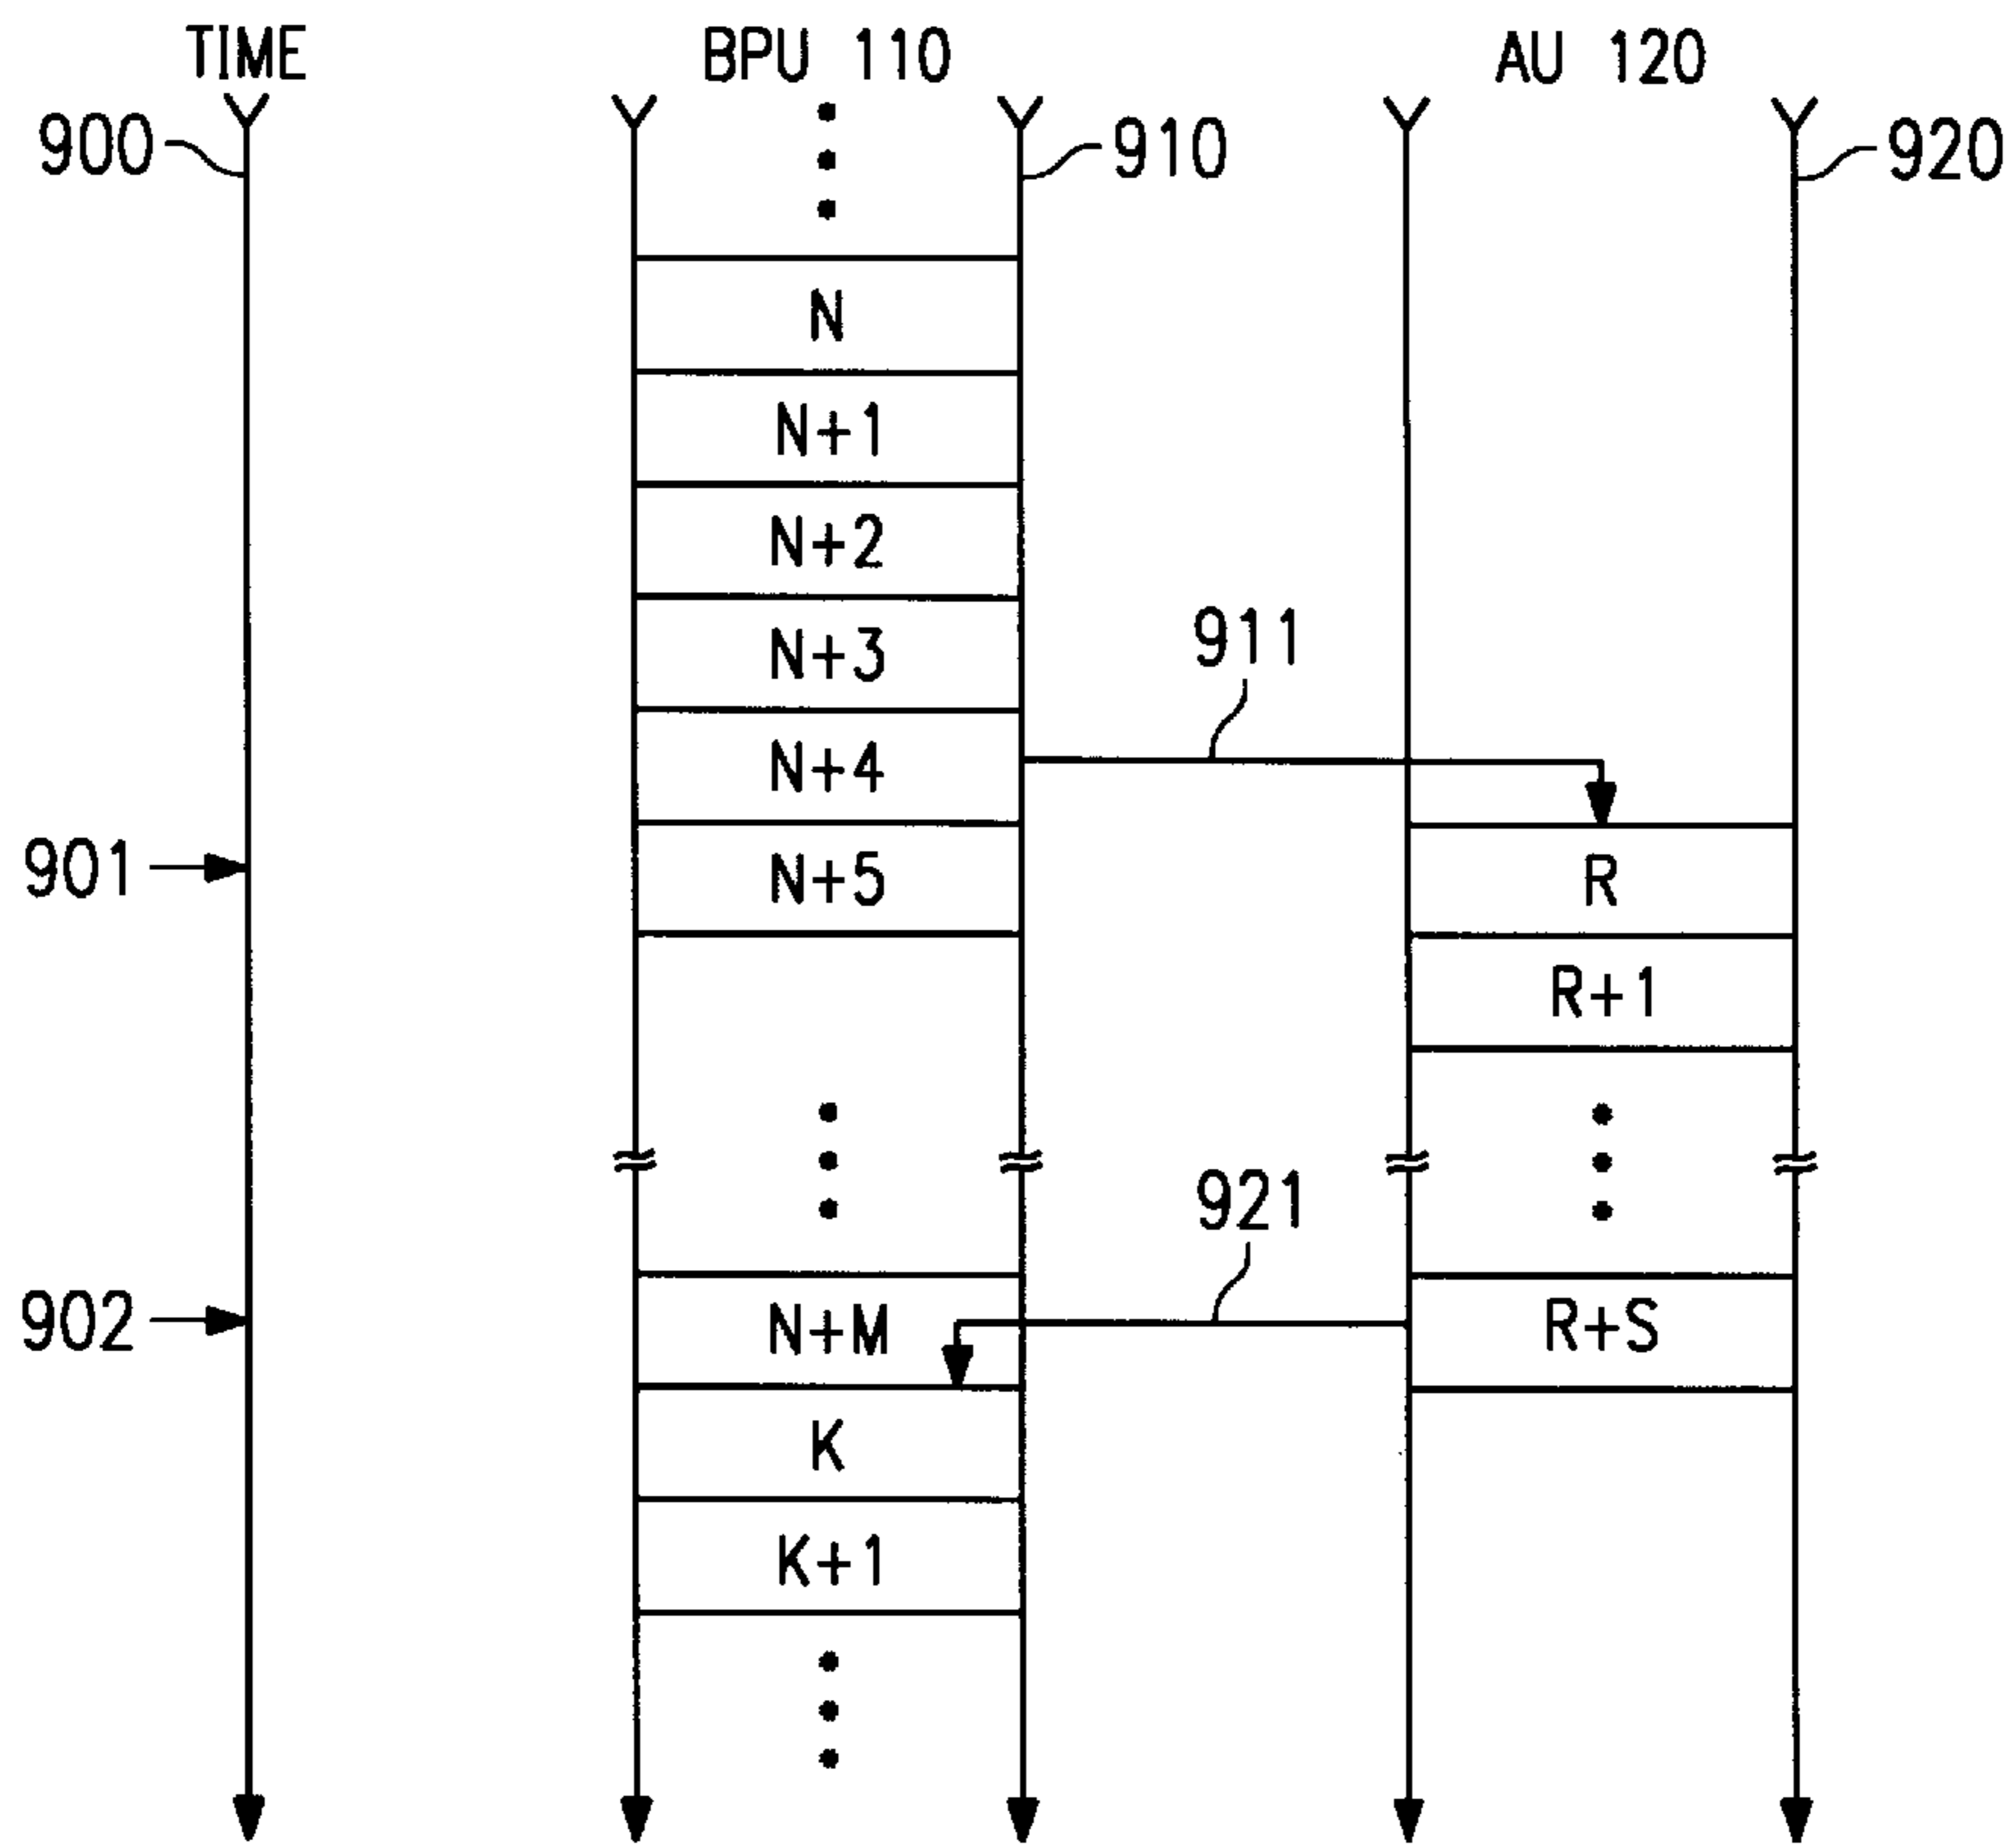 TIME BPU 110 AU 120
900 910 920
N
N+1
N+2
N+3
911
N+4
901 N+5 R
R+1
921
902 N+M R+S
K
K+1